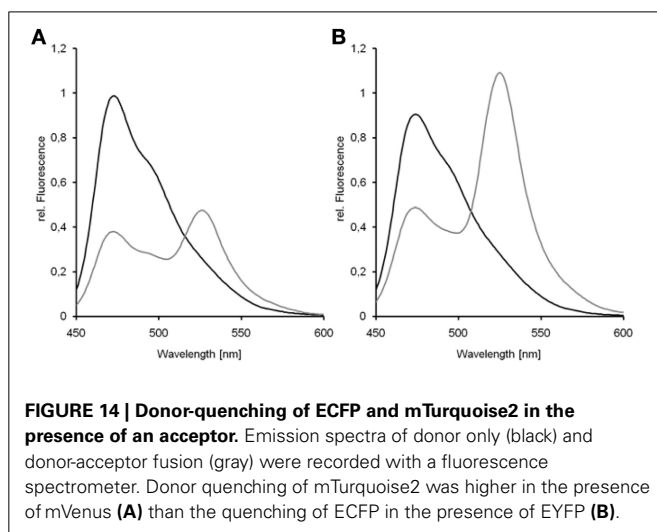 A
B
1,2
1
0,8
0,6
0,4
0,2
0
rel. Fluorescence
450 500 550 600
Wavelength [nm]
1,2
1
0,8
0,6
0,4
0,2
0
rel. Fluorescence
450 500 550 600
Wavelength [nm]
FIGURE 14 | Donor-quenching of ECFP and mTurquoise2 in the
presence of an acceptor. Emission spectra of donor only (black) and
donor-acceptor fusion (gray) were recorded with a fluorescence
spectrometer. Donor quenching of mTurquoise2 was higher in the presence
of mVenus (A) than the quenching of ECFP in the presence of EYFP (B).